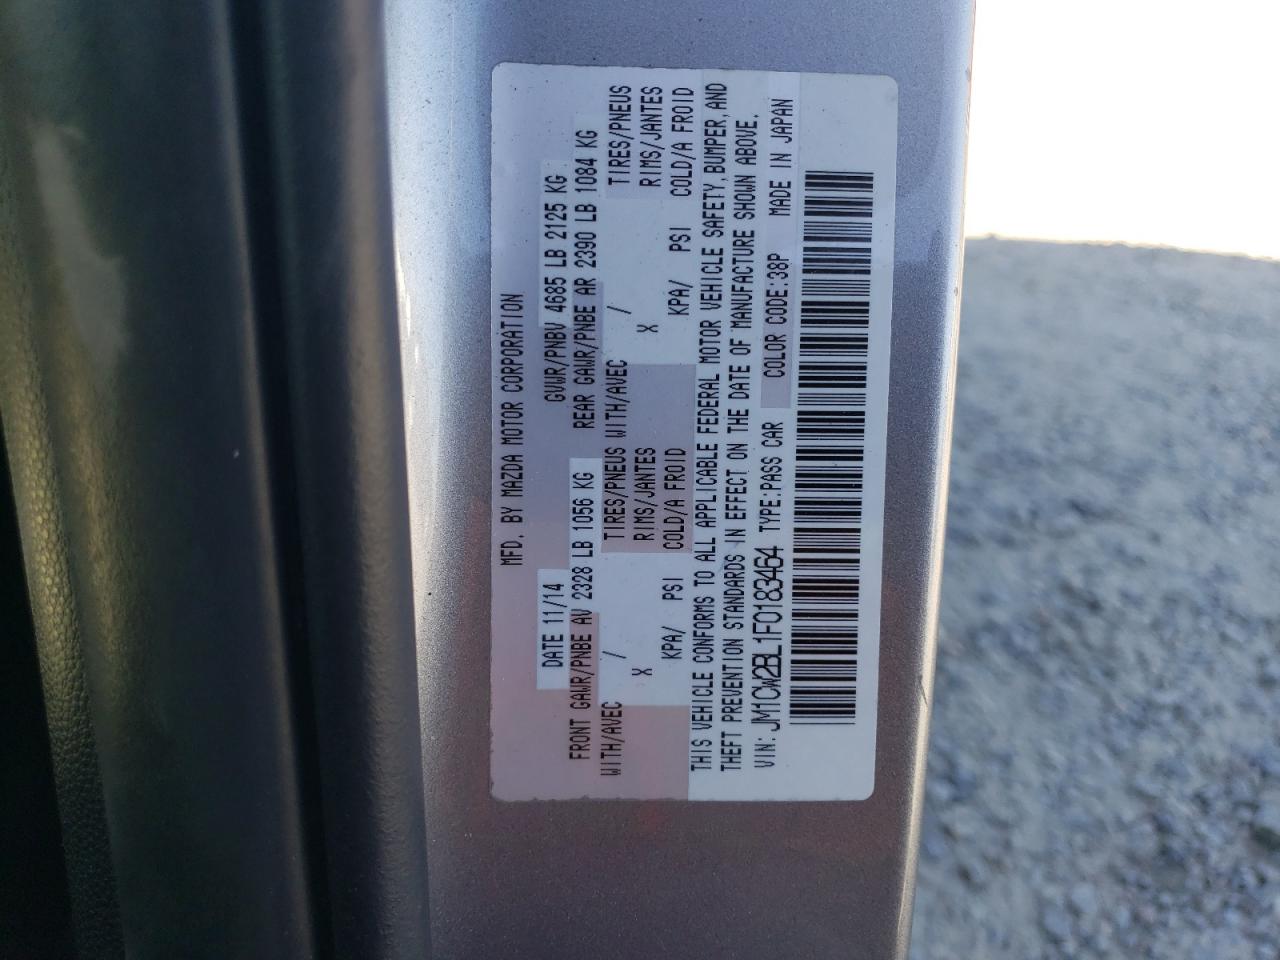 MFD. BY MAZDA MOTOR CORPORATION
DATE 11/14 GVWR/PNBV 4685 LB 2125 KG
FRONT GAWR/PNBE AV 2328 LB 1056 KG REAR GAWR/PNBE AR 2390 LB 1084 KG
WITH/AVEC / TIRES/PNEUS WITH/AVEC / TIRES/PNEUS
X RIMS/JANTES X RIMS/JANTES
KPA/ PSI COLD/A FROID KPA/ PSI COLD/A FROID
THIS VEHICLE CONFORMS TO ALL APPLICABLE FEDERAL MOTOR VEHICLE SAFETY, BUMPER, AND
THEFT PREVENTION STANDARDS IN EFFECT ON THE DATE OF MANUFACTURE SHOWN ABOVE.
VIN: JM1CW2BL1F0183464 TYPE:PASS CAR COLOR CODE:38P MADE IN JAPAN